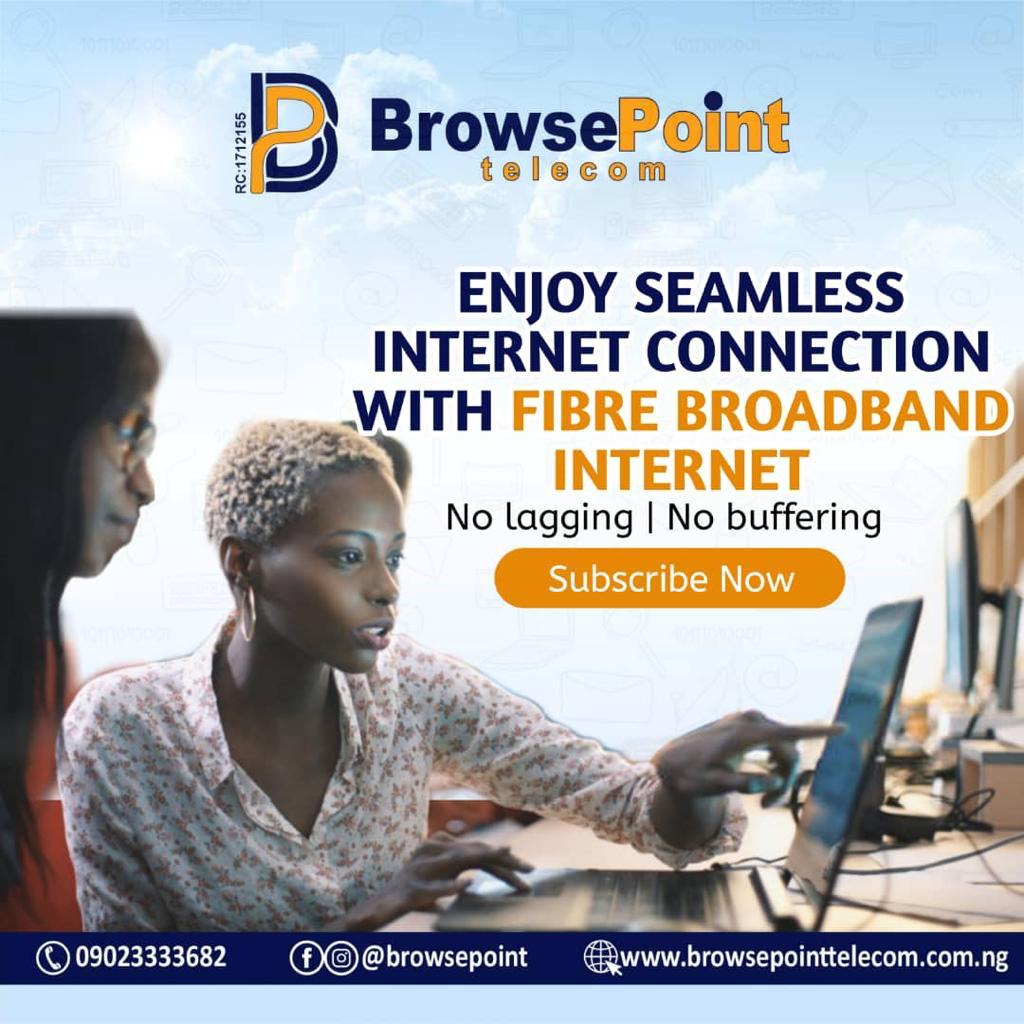 RC:1712155
BrowsePoint
telecom
ENJOY SEAMLESS
INTERNET CONNECTION
WITH FIBRE BROADBAND
INTERNET
No lagging | No buffering
Subscribe Now
09023333682
@browsepoint
www.browsepointtelecom.com.ng